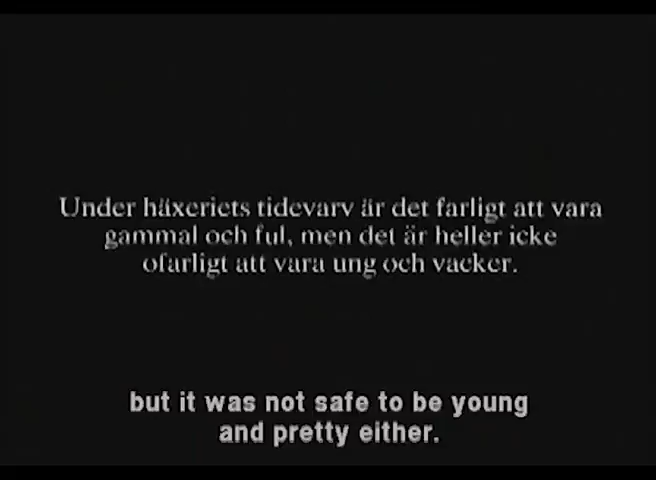 Under häxeriets tidevarv är det farligt att vara
gammal och ful, men det är heller icke
ofarligt att vara ung och vacker.
but it was not safe to be young
and pretty either.